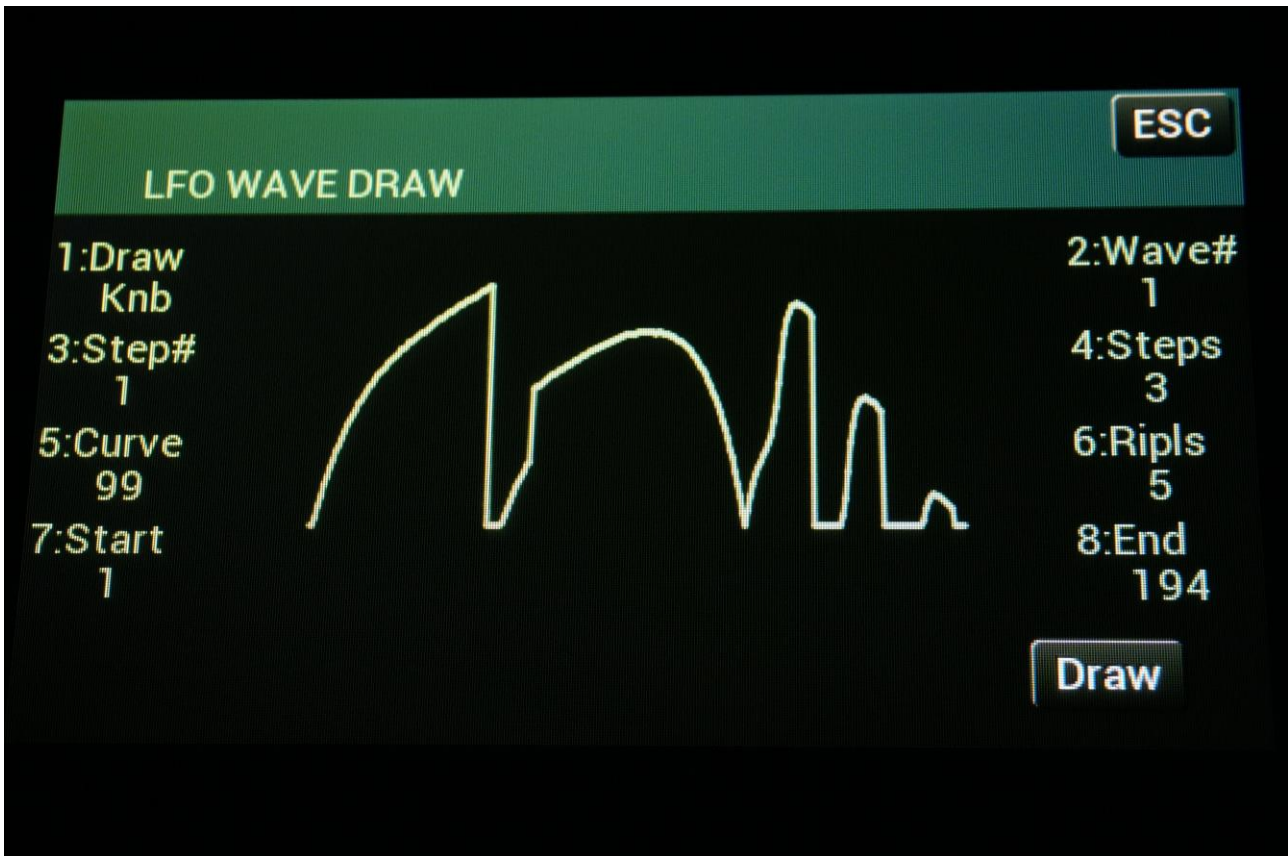 ESC
LFO WAVE DRAW
1:Draw
Knb
2:Wave#
1
3:Step#
1
4:Steps
3
5:Curve
99
6:Ripls
5
7:Start
1
8:End
194
Draw